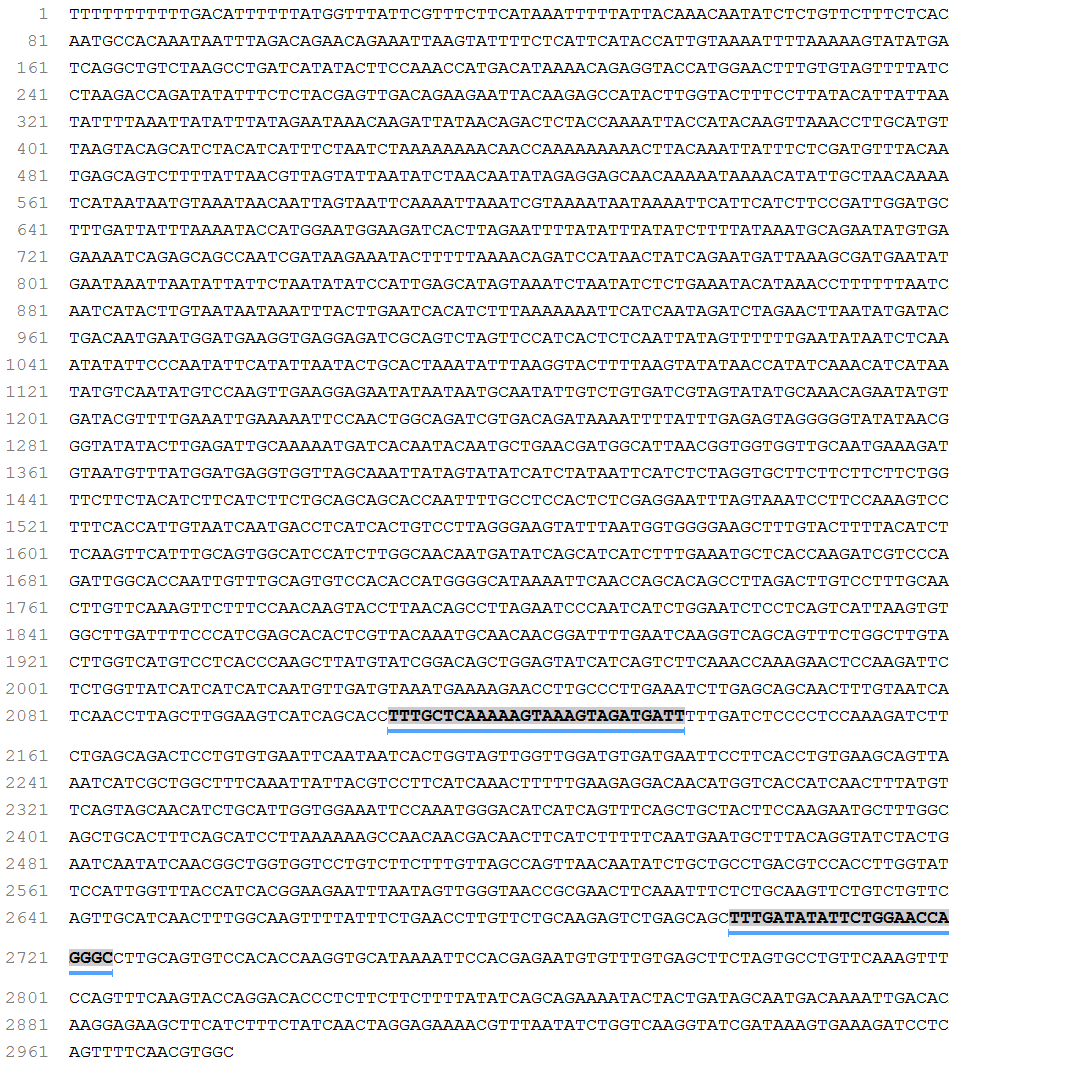 1 TTTTTTTTTTTGACATTTTTTATGGTTTATTCGTTTCTTCATAAATTTTTATTACAAACAATATCTCTGTTCTTTCTCAC
81 AATGCCACAAATAATTTAGACAGAACAGAAATTAAGTATTTTCTCATTCATACCATTGTAAAATTTTAAAAAGTATATGA
161 TCAGGCTGTCTAAGCCTGATCATATACTTCCAAACCATGACATAAAACAGAGGTACCATGGAACTTTGTGTAGTTTTATC
241 CTAAGACCAGATATATTTCTCTACGAGTTGACAGAAGAATTACAAGAGCCATACTTGGTACTTTCCTTATACATTATTAA
321 TATTTTAAATTATATTTATAGAATAAACAAGATTATAACAGACTCTACCAAAATTACCATACAAGTTAAACCTTGCATGT
401 TAAGTACAGCATCTACATCATTTCTAATCTAAAAAAAACAACCAAAAAAAAACTTACAAATTATTTCTCGATGTTTACAA
481 TGAGCAGTCTTTTATTAACGTTAGTATTAATATCTAACAATATAGAGGAGCAACAAAAATAAAACATATTGCTAACAAAA
561 TCATAATAATGTAAATAACAATTAGTAATTCAAAATTAAATCGTAAAATAATAAAATTCATTCATCTTCCGATTGGATGC
641 TTTGATTATTTAAAATACCATGGAATGGAAGATCACTTAGAATTTTATATTTATATCTTTTATAAATGCAGAATATGTGA
721 GAAAATCAGAGCAGCCAATCGATAAGAAATACTTTTTAAAACAGATCCATAACTATCAGAATGATTAAAGCGATGAATAT
801 GAATAAATTAATATTATTCTAATATATCCATTGAGCATAGTAAATCTAATATCTCTGAAATACATAAACCTTTTTTAATC
881 AATCATACTTGTAATAATAAATTTACTTGAATCACATCTTTAAAAAAATTCATCAATAGATCTAGAACTTAATATGATAC
961 TGACAATGAATGGATGAAGGTGAGGAGATCGCAGTCTAGTTCCATCACTCTCAATTATAGTTTTTTGAATATAATCTCAA
1041 ATATATTCCCAATATTCATATTAATACTGCACTAAATATTTAAGGTACTTTTAAGTATATAACCATATCAAACATCATAA
1121 TATGTCAATATGTCCAAGTTGAAGGAGAATATAATAATGCAATATTGTCTGTGATCGTAGTATATGCAAACAGAATATGT
1201 GATACGTTTTGAAATTGAAAAATTCCAACTGGCAGATCGTGACAGATAAAATTTTATTTGAGAGTAGGGGGTATATAACG
1281 GGTATATACTTGAGATTGCAAAAATGATCACAATACAATGCTGAACGATGGCATTAACGGTGGTGGTTGCAATGAAAGAT
1361 GTAATGTTTATGGATGAGGTGGTTAGCAAATTATAGTATATCATCTATAATTCATCTCTAGGTGCTTCTTCTTCTTCTGG
1441 TTCTTCTACATCTTCATCTTCTGCAGCAGCACCAATTTTGCCTCCACTCTCGAGGAATTTAGTAAATCCTTCCAAAGTCC
1521 TTTCACCATTGTAATCAATGACCTCATCACTGTCCTTAGGGAAGTATTTAATGGTGGGGAAGCTTTGTACTTTTACATCT
1601 TCAAGTTCATTTGCAGTGGCATCCATCTTGGCAACAATGATATCAGCATCATCTTTGAAATGCTCACCAAGATCGTCCCA
1681 GATTGGCACCAATTGTTTGCAGTGTCCACACCATGGGGCATAAAATTCAACCAGCACAGCCTTAGACTTGTCCTTTGCAA
1761 CTTGTTCAAAGTTCTTTCCAACAAGTACCTTAACAGCCTTAGAATCCCAATCATCTGGAATCTCCTCAGTCATTAAGTGT
1841 GGCTTGATTTTCCCATCGAGCACACTCGTTACAAATGCAACAACGGATTTTGAATCAAGGTCAGCAGTTTCTGGCTTGTA
1921 CTTGGTCATGTCCTCACCCAAGCTTATGTATCGGACAGCTGGAGTATCATCAGTCTTCAAACCAAAGAACTCCAAGATTC
2001 TCTGGTTATCATCATCATCAATGTTGATGTAAATGAAAAGAACCTTGCCCTTGAAATCTTGAGCAGCAACTTTGTAATCA
2081 TCAACCTTAGCTTGGAAGTCATCAGCACCTTTGCTCAAAAAGTAAAGTAGATGATTTTTGATCTCCCCTCCAAAGATCTT
2161 CTGAGCAGACTCCTGTGTGAATTCAATAATCACTGGTAGTTGGTTGGATGTGATGAATTCCTTCACCTGTGAAGCAGTTA
2241 AATCATCGCTGGCTTTCAAATTATTACGTCCTTCATCAAACTTTTTGAAGAGGACAACATGGTCACCATCAACTTTATGT
2321 TCAGTAGCAACATCTGCATTGGTGGAAATTCCAAATGGGACATCATCAGTTTCAGCTGCTACTTCCAAGAATGCTTTGGC
2401 AGCTGCACTTTCAGCATCCTTAAAAAAGCCAACAACGACAACTTCATCTTTTTCAATGAATGCTTTACAGGTATCTACTG
2481 AATCAATATCAACGGCTGGTGGTCCTGTCTTCTTTGTTAGCCAGTTAACAATATCTGCTGCCTGACGTCCACCTTGGTAT
2561 TCCATTGGTTTACCATCACGGAAGAATTTAATAGTTGGGTAACCGCGAACTTCAAATTTCTCTGCAAGTTCTGTCTGTTC
2641 AGTTGCATCAACTTTGGCAAGTTTTATTTCTGAACCTTGTTCTGCAAGAGTCTGAGCAGCTTTGATATATTCTGGAACCA
2721 GGGCCTTGCAGTGTCCACACCAAGGTGCATAAAATTCCACGAGAATGTGTTTGTGAGCTTCTAGTGCCTGTTCAAAGTTT
2801 CCAGTTTCAAGTACCAGGACACCCTCTTCTTCTTTTATATCAGCAGAAAATACTACTGATAGCAATGACAAAATTGACAC
2881 AAGGAGAAGCTTCATCTTTCTATCAACTAGGAGAAAACGTTTAATATCTGGTCAAGGTATCGATAAAGTGAAAGATCCTC
2961 AGTTTTCAACGTGGC